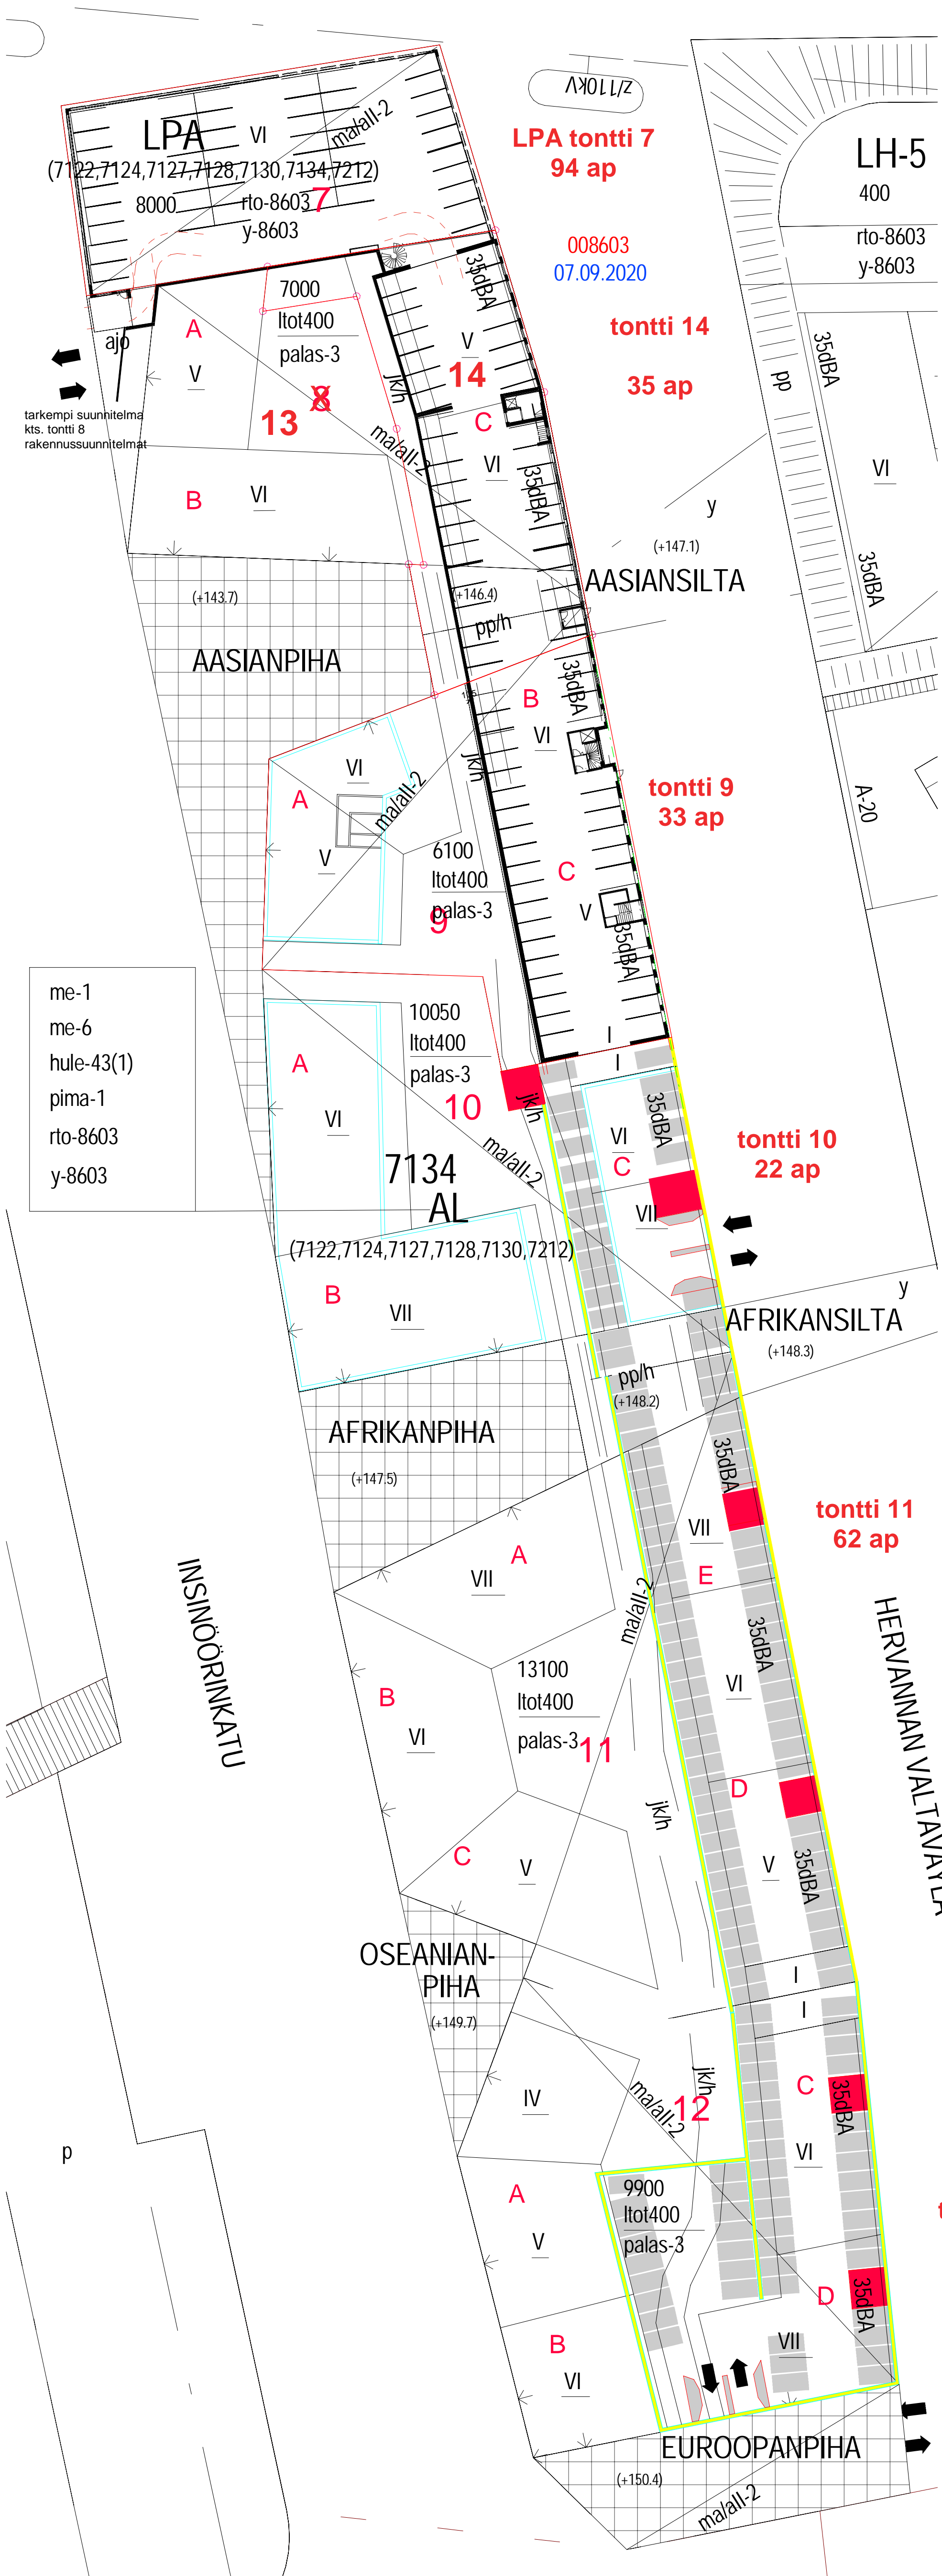 z/110kV
LPA tontti 7
94 ap
LPA
VI
ma/all-2
(7122,7124,7127,7128,7130,7134,7212)
8000
rto-8603
7
y-8603
LH-5
400
rto-8603
y-8603
008603
07.09.2020
35dBA
7000
ltot400
palas-3
A
V
ajo
tarkempi suunnitelma
kts. tontti 8
rakennussuunnitelmat
jk/h
V
14
tontti 14
35 ap
13
8
X
C
VI
ma/all-2
35dBA
B
VI
pp
35dBA
VI
35dBA
y
(+147.1)
AASIANSILTA
(+143.7)
(+146.4)
pp/h
AASIANPIHA
35dBA
B
VI
jk/h
VI
A
V
ma/all-2
tontti 9
33 ap
A-20
6100
ltot400
palas-3
9
C
V
35dBA
me-1
me-6
hule-43(1)
pima-1
rto-8603
y-8603
10050
ltot400
palas-3
10
I
I
A
VI
jk/h
VI
C
35dBA
VII
ma/all-2
tontti 10
22 ap
7134
AL
(7122,7124,7127,7128,7130,7212)
B
VII
y
AFRIKANSILTA
(+148.3)
pp/h
(+148.2)
AFRIKANPIHA
(+147.5)
35dBA
tontti 11
62 ap
VII
E
A
VII
ma/all-2
35dBA
INSINÖÖRINKATU
HERVANNAN VALTAVÄYLÄ
13100
ltot400
palas-3
11
B
VI
VI
D
jk/h
C
V
V
35dBA
OSEANIAN-
PIHA
(+149.7)
I
I
jk/h
C
35dBA
IV
ma/all-2
12
VI
p
A
V
9900
ltot400
palas-3
t
D
35dBA
B
VI
VII
EUROOPANPIHA
(+150.4)
ma/all-2